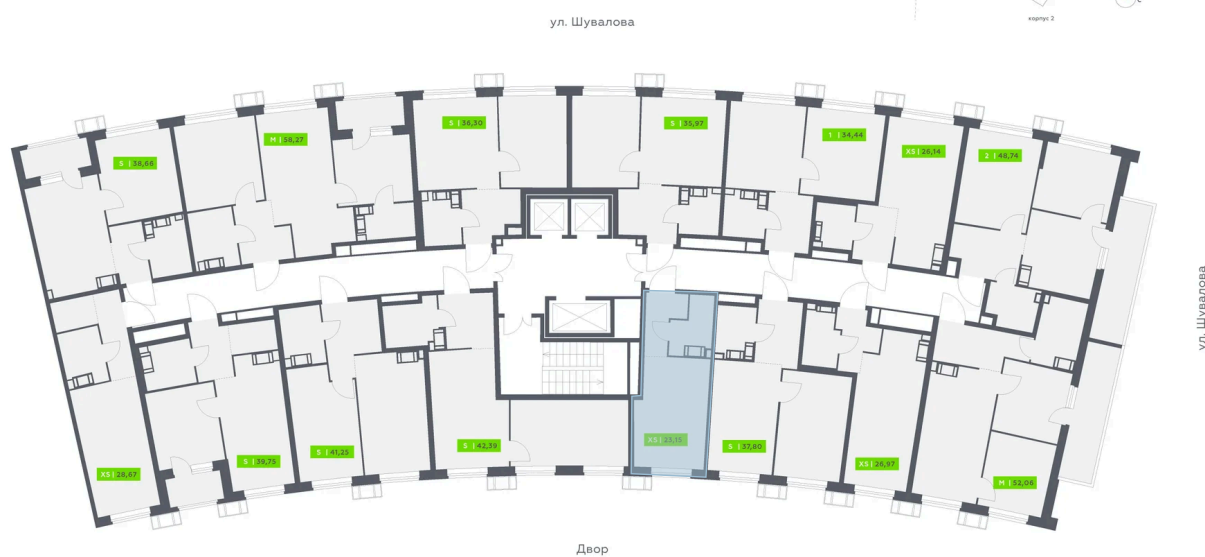 корпус 2
ул. Шувалова
S | 36,30
S | 35,97
1 | 34,44
M | 58,27
XS | 26,14
2 | 48,74
S | 38,66
ул. Шувалова
XS | 23,15
S | 42,39
S | 37,80
S | 41,25
S | 39,75
XS | 26,97
XS | 28,67
M | 52,06
Двор